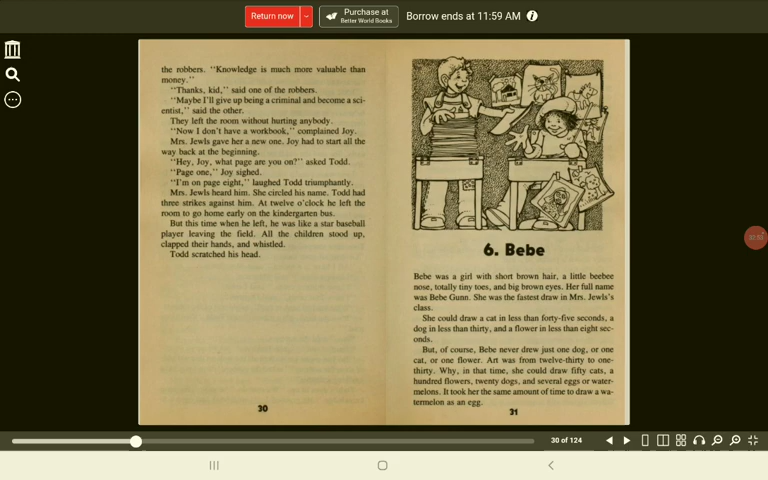 Return now
Purchase at
Better World Books
Borrow ends at 11:59 AM
the robbers. "Knowledge is much more valuable than
money."
"Thanks, kid," said one of the robbers.
"Maybe I'll give up being a criminal and become a sci-
entist," said the other.
They left the room without hurting anybody.
"Now I don't have a workbook," complained Joy.
Mrs. Jewls gave her a new one. Joy had to start all the
way back at the beginning.
"Hey, Joy, what page are you on?" asked Todd.
"Page one," Joy sighed.
"I'm on page eight," laughed Todd triumphantly.
Mrs. Jewls heard him. She circled his name. Todd had
three strikes against him. At twelve o'clock he left the
room to go home early on the kindergarten bus.
But this time when he left, he was like a star baseball
player leaving the field. All the children stood up,
clapped their hands, and whistled.
Todd scratched his head.
30
6. Bebe
Bebe was a girl with short brown hair, a little beebee
nose, totally tiny toes, and big brown eyes. Her full name
was Bebe Gunn. She was the fastest draw in Mrs. Jewls's
class.
She could draw a cat in less than forty-five seconds, a
dog in less than thirty, and a flower in less than eight sec-
onds.
But, of course, Bebe never drew just one dog, or one
cat, or one flower. Art was from twelve-thirty to one-
thirty. Why, in that time, she could draw fifty cats, a
hundred flowers, twenty dogs, and several eggs or water-
melons. It took her the same amount of time to draw a wa-
termelon as an egg.
31
30 of 124